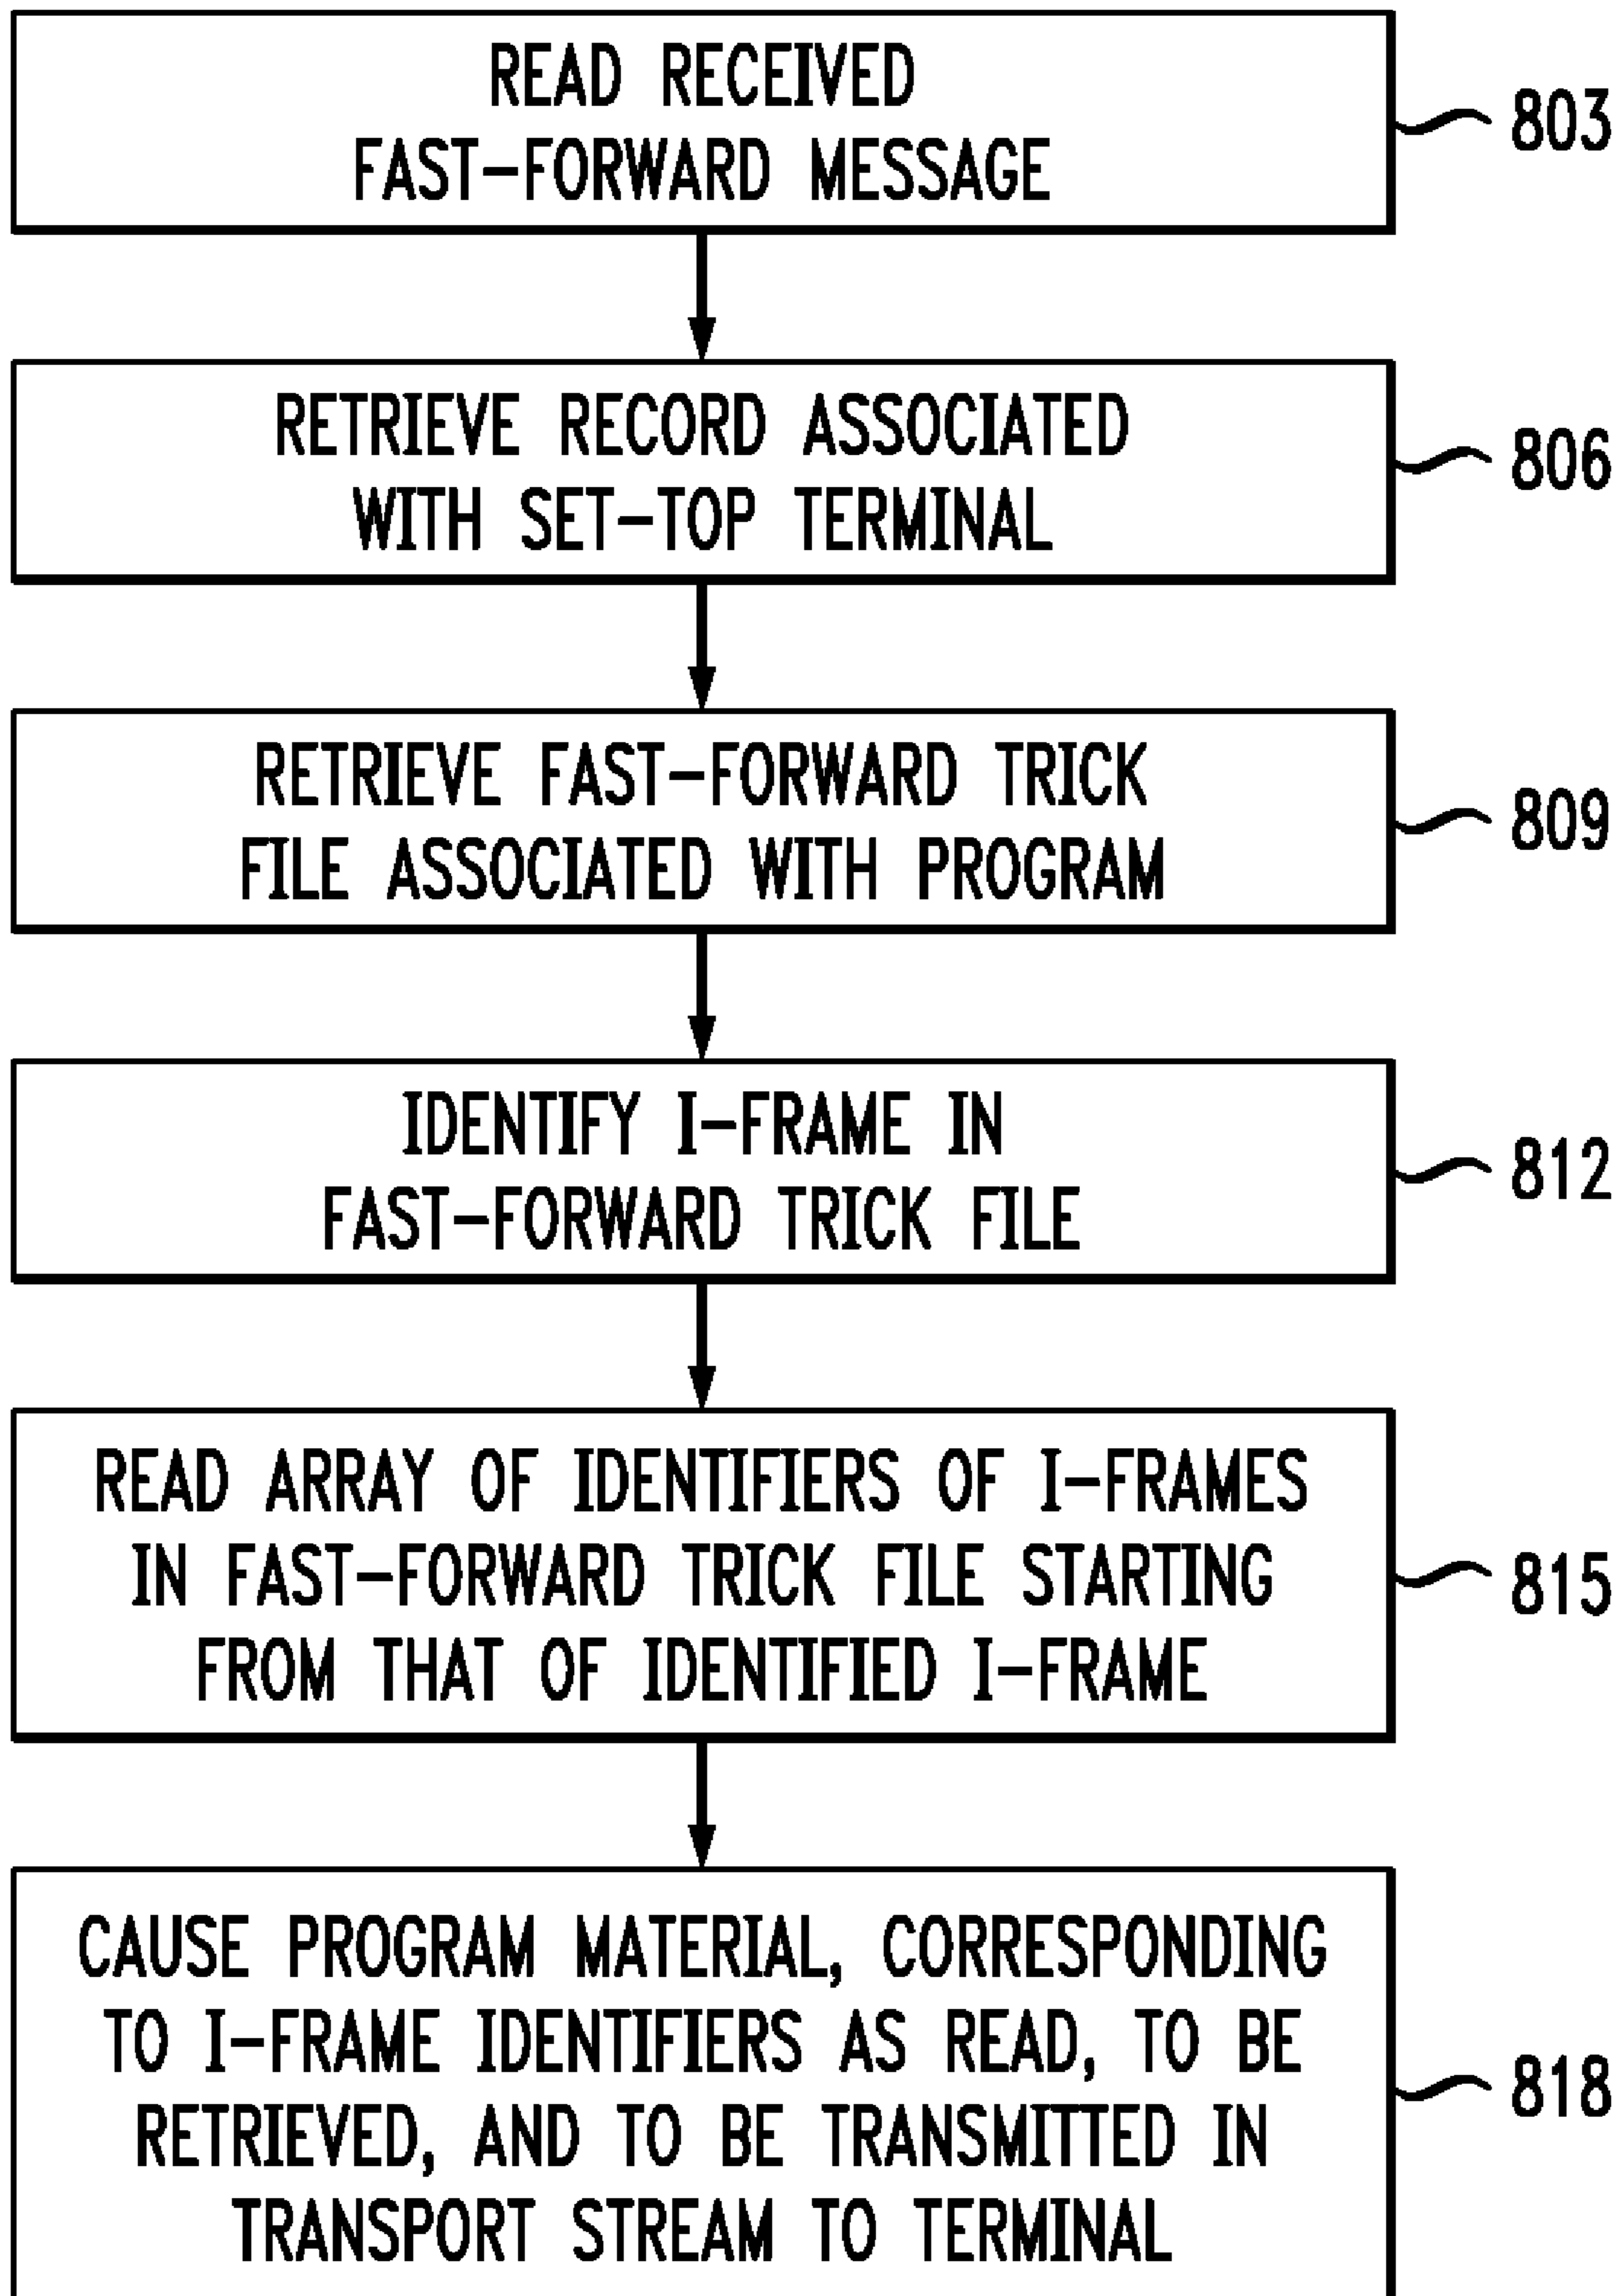 READ RECEIVED
FAST-FORWARD MESSAGE
803
RETRIEVE RECORD ASSOCIATED
WITH SET-TOP TERMINAL
806
RETRIEVE FAST-FORWARD TRICK
FILE ASSOCIATED WITH PROGRAM
809
IDENTIFY I-FRAME IN
FAST-FORWARD TRICK FILE
812
READ ARRAY OF IDENTIFIERS OF I-FRAMES
IN FAST-FORWARD TRICK FILE STARTING
FROM THAT OF IDENTIFIED I-FRAME
815
CAUSE PROGRAM MATERIAL, CORRESPONDING
TO I-FRAME IDENTIFIERS AS READ, TO BE
RETRIEVED, AND TO BE TRANSMITTED IN
TRANSPORT STREAM TO TERMINAL
818